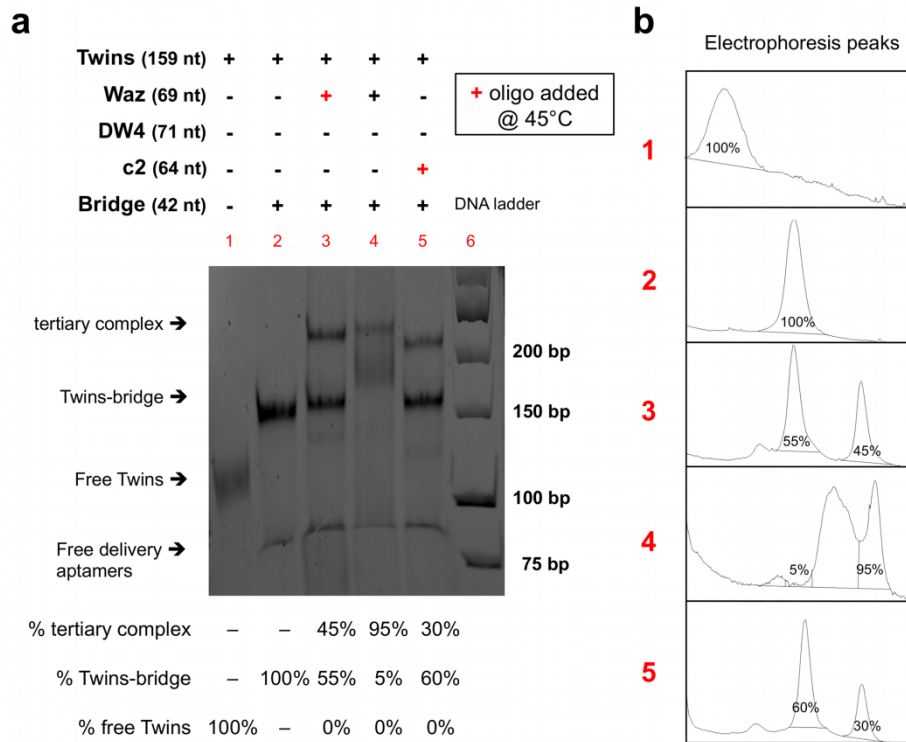 a
Twins (159 nt) + + + + +
Waz (69 nt) - - + + -
DW4 (71 nt) - - - - -
c2 (64 nt) - - - - +
Bridge (42 nt) - + + + + DNA ladder
1 2 3 4 5 6
+ oligo added
@ 45°C
tertiary complex ➔
Twins-bridge ➔
Free Twins ➔
Free delivery
aptamers ➔
200 bp
150 bp
100 bp
75 bp
% tertiary complex – – 45% 95% 30%
% Twins-bridge – 100% 55% 5% 60%
% free Twins 100% – 0% 0% 0%
b
Electrophoresis peaks
1
100%
2
100%
3
55% 45%
4
5% 95%
5
60% 30%